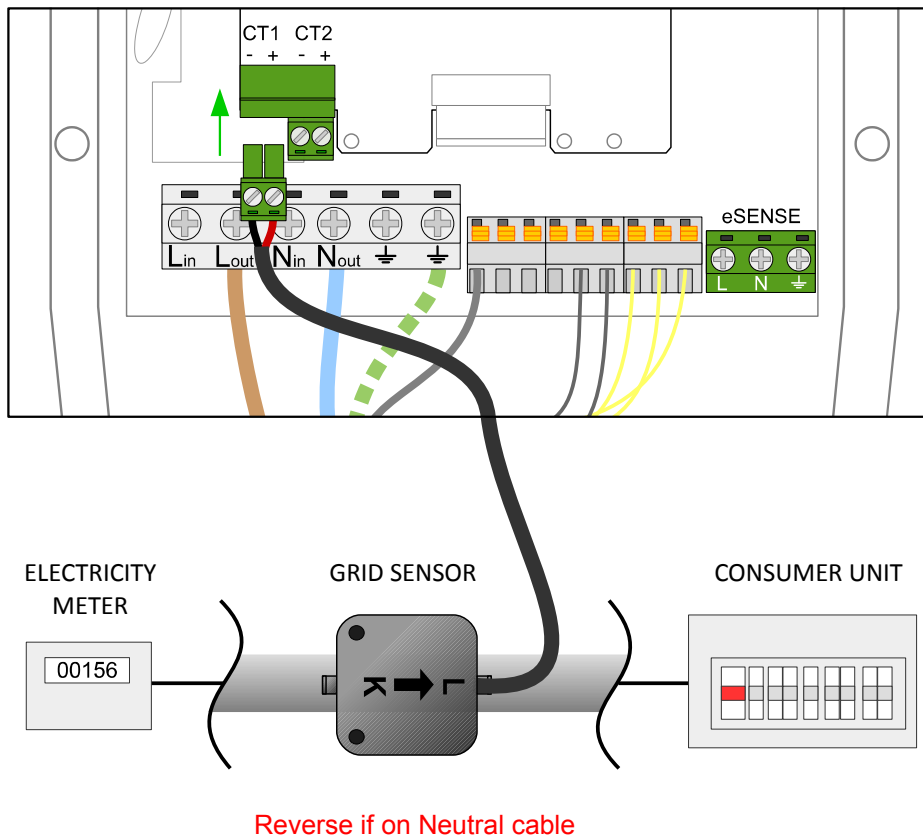 CT1 CT2
- + - +
Lin Lout Nin Nout ⏚ ⏚
eSENSE
L N ⏚
ELECTRICITY METER
GRID SENSOR
CONSUMER UNIT
00156
K L
Reverse if on Neutral cable